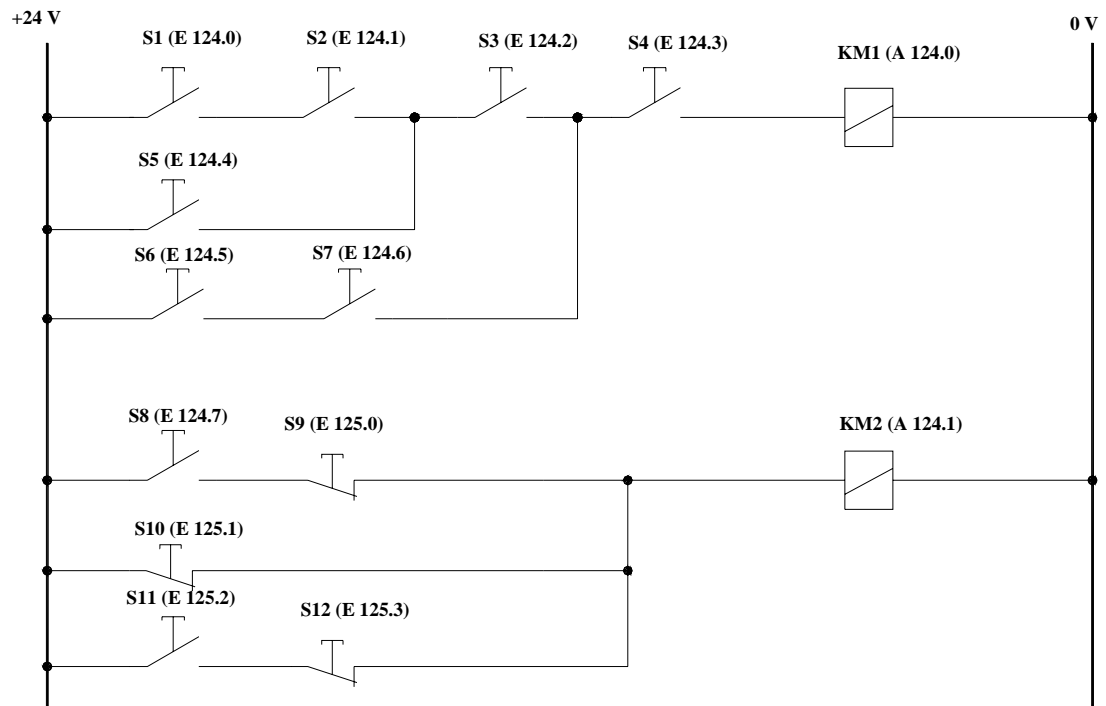 +24 V
0 V
S1 (E 124.0)
S2 (E 124.1)
S3 (E 124.2)
S4 (E 124.3)
KM1 (A 124.0)
S5 (E 124.4)
S6 (E 124.5)
S7 (E 124.6)
S8 (E 124.7)
S9 (E 125.0)
KM2 (A 124.1)
S10 (E 125.1)
S11 (E 125.2)
S12 (E 125.3)